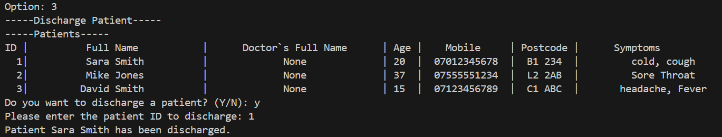 Option: 3
-----Discharge Patient-----
-----Patients-----
ID | Full Name | Doctor`s Full Name | Age | Mobile | Postcode | Symptoms
1| Sara Smith | None | 20 | 07012345678 | B1 234 | cold, cough
2| Mike Jones | None | 37 | 07555551234 | L2 2AB | Sore Throat
3| David Smith | None | 15 | 07123456789 | C1 ABC | headache, Fever
Do you want to discharge a patient? (Y/N): y
Please enter the patient ID to discharge: 1
Patient Sara Smith has been discharged.